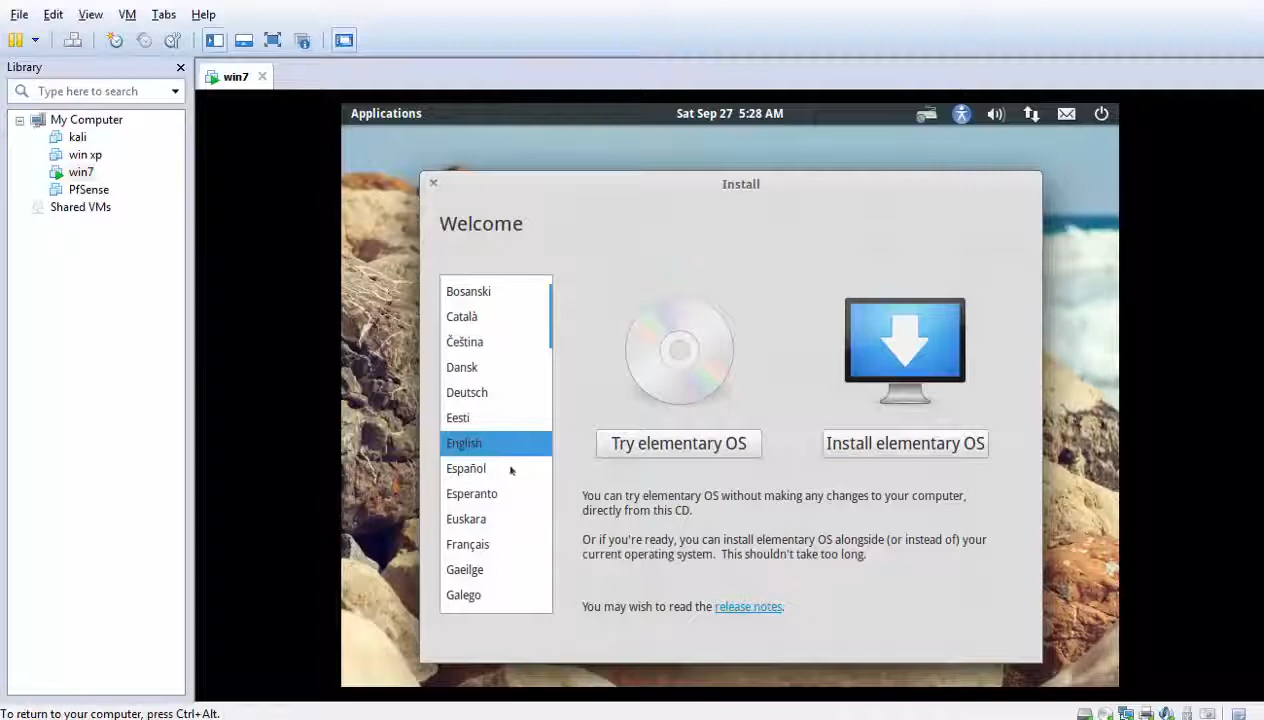 File Edit View VM Tabs Help
Library
Type here to search
My Computer
kali
win xp
win7
PfSense
Shared VMs
win7
Applications
Sat Sep 27 5:28 AM
Install
Welcome
Bosanski
Català
Čeština
Dansk
Deutsch
Eesti
English
Español
Esperanto
Euskara
Français
Gaeilge
Galego
Try elementary OS
Install elementary OS
You can try elementary OS without making any changes to your computer,
directly from this CD.
Or if you're ready, you can install elementary OS alongside (or instead of) your
current operating system. This shouldn't take too long.
You may wish to read the release notes.
To return to your computer, press Ctrl+Alt.